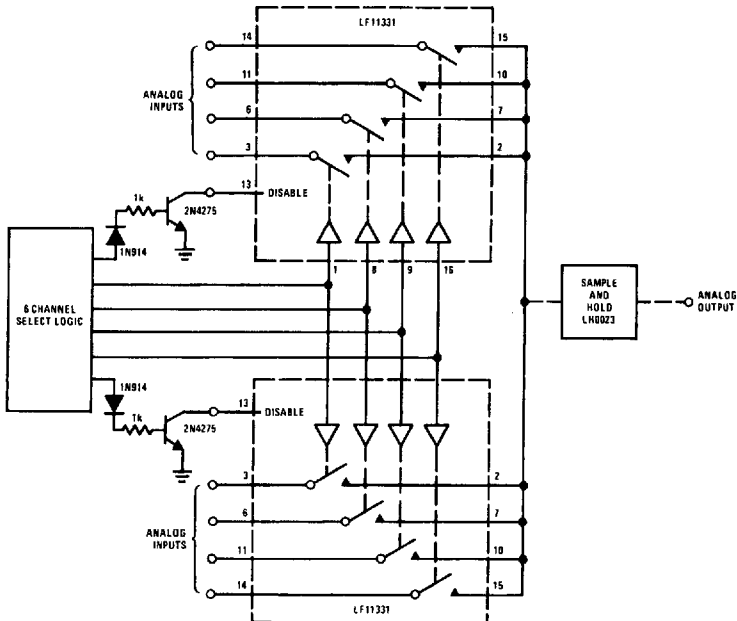 LF11331
14
15
11
10
ANALOG
INPUTS
6
7
3
2
13
DISABLE
1k
2N4275
1N914
1
8
9
16
6 CHANNEL
SELECT LOGIC
SAMPLE
AND
HOLD
LH0023
ANALOG
OUTPUT
1N914
13
DISABLE
1k
2N4275
3
2
6
7
ANALOG
INPUTS
11
10
14
15
LF11331